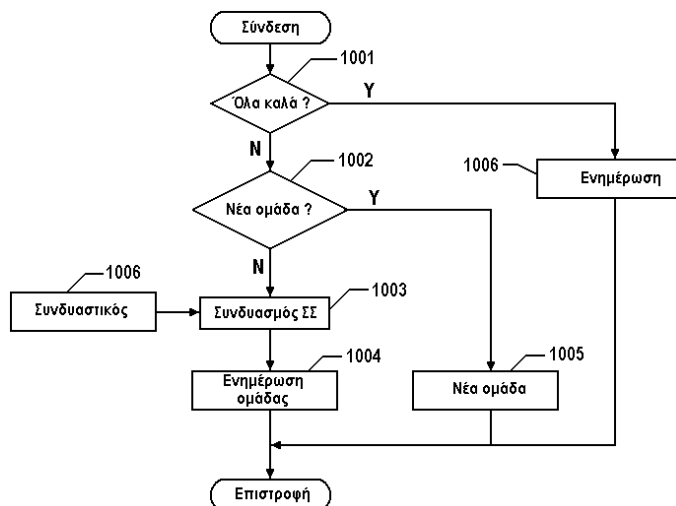 Σύνδεση
1001
Όλα καλά ?
Y
N
1002
1006
Ενημέρωση
Νέα ομάδα ?
Y
N
1006
Συνδυαστικός
1003
Συνδυασμός ΣΣ
1004
1005
Ενημέρωση
ομάδας
Νέα ομάδα
Επιστροφή